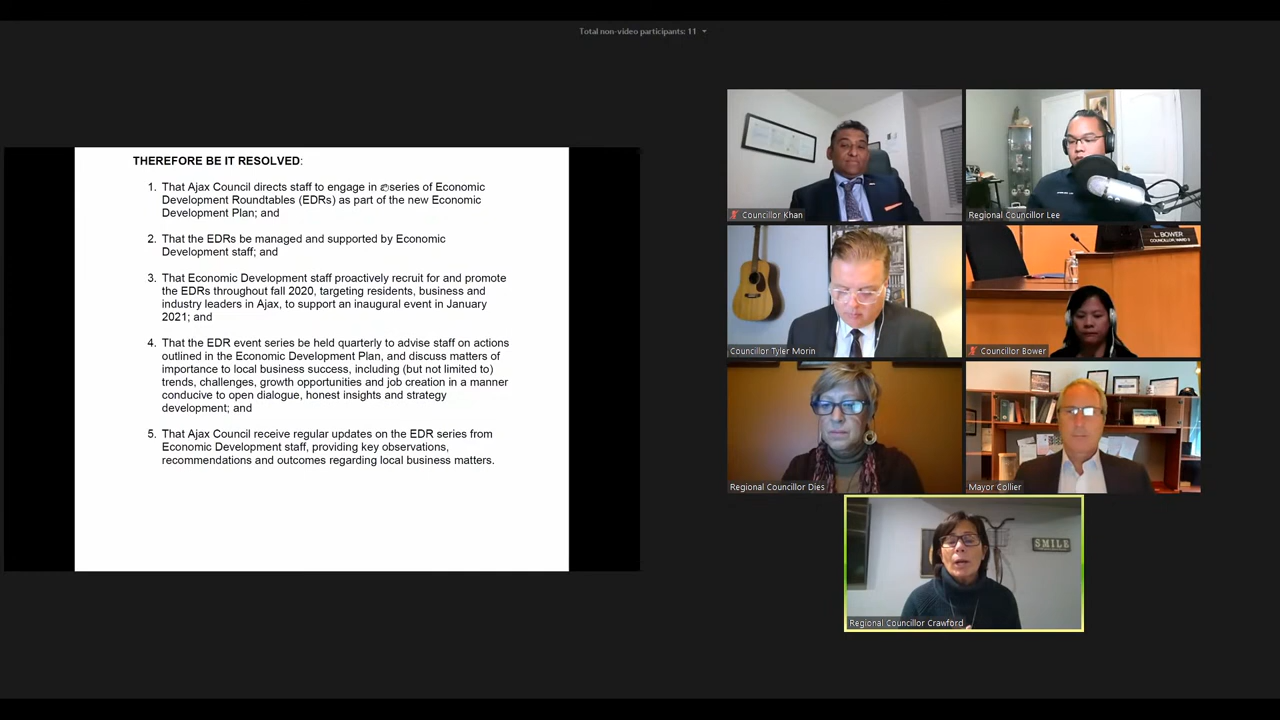 Total non-video participants: 11
THEREFORE BE IT RESOLVED:
1. That Ajax Council directs staff to engage in a series of Economic
Development Roundtables (EDRs) as part of the new Economic
Development Plan; and
2. That the EDRs be managed and supported by Economic
Development staff; and
3. That Economic Development staff proactively recruit for and promote
the EDRs throughout fall 2020, targeting residents, business and
industry leaders in Ajax, to support an inaugural event in January
2021; and
4. That the EDR event series be held quarterly to advise staff on actions
outlined in the Economic Development Plan, and discuss matters of
importance to local business success, including (but not limited to)
trends, challenges, growth opportunities and job creation in a manner
conducive to open dialogue, honest insights and strategy
development; and
5. That Ajax Council receive regular updates on the EDR series from
Economic Development staff, providing key observations,
recommendations and outcomes regarding local business matters.
Councillor Khan
Regional Councillor Lee
Councillor Tyler Morin
L. BOWER
COUNCILLOR, WARD 3
Councillor Bower
Regional Councillor Dies
Mayor Collier
SMILE
Regional Councillor Crawford